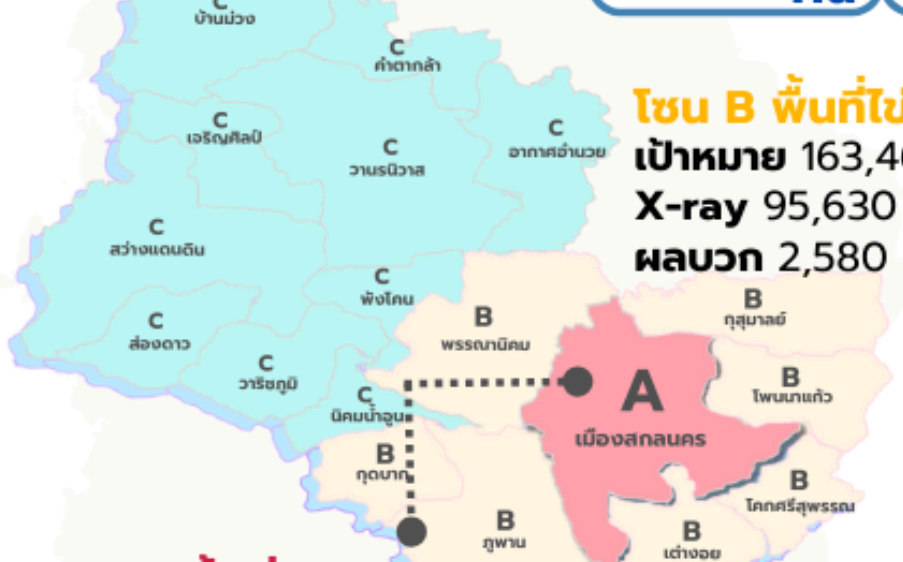 C
บ้านม่วง
C
คำตากล้า
C
เจริญศิลป์
C
วานรนิวาส
C
อากาศอำนวย
โซน B พื้นที่
เป้าหมาย
X-ray 95,630
ผลบวก 2,580
C
สว่างแดนดิน
C
พังโคน
C
ส่องดาว
C
วาริชภูมิ
C
นิคมน้ำอูน
B
พรรณานิคม
B
กุสุมาลย์
A
เมืองสกลนคร
B
โพนนาแก้ว
B
กุดบาก
B
โคกศรีสุพรรณ
B
ภูพาน
B
เต่างอย